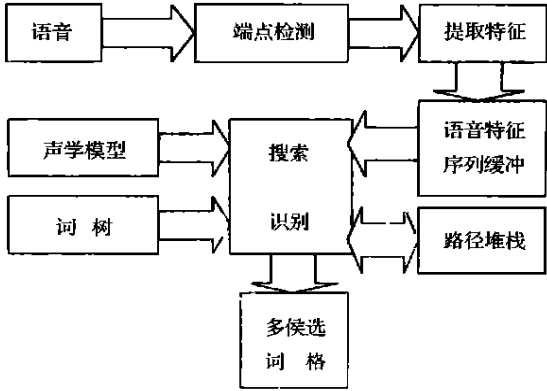 语音
端点检测
提取特征
声学模型
搜索
语音特征
序列缓冲
词 树
识别
路径堆栈
多侯选
词 格